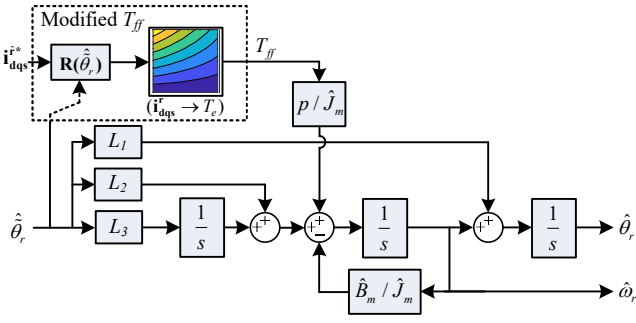 Modified T_ff
i_dqs^r̂*
R(θ̃̂_r)
(i_dqs^r → T_e)
T_ff
p / Ĵ_m
L_1
L_2
L_3
θ̃̂_r
1/s
+ +
+ + −
1/s
+ +
1/s
θ̂_r
B̂_m / Ĵ_m
ω̂_r